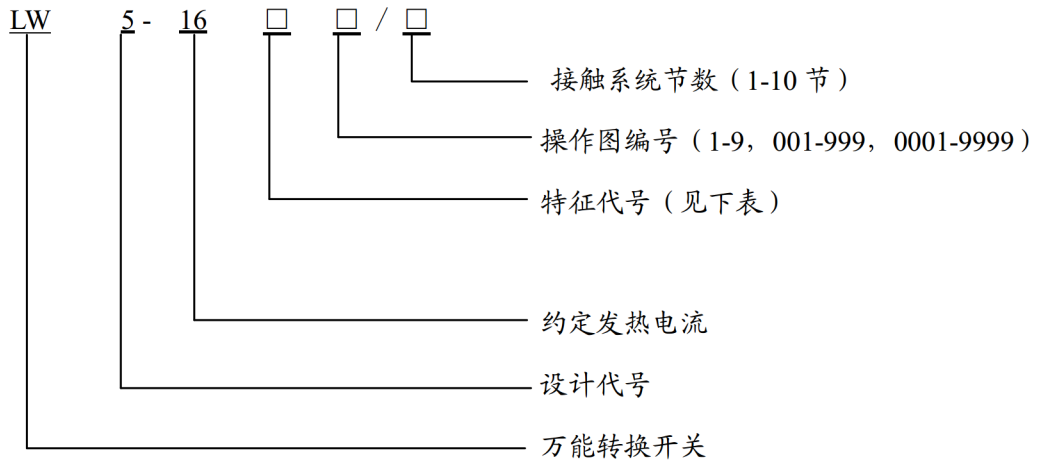 LW 5 - 16 □ □ / □
接触系统节数（1-10 节）
操作图编号（1-9，001-999，0001-9999）
特征代号（见下表）
约定发热电流
设计代号
万能转换开关